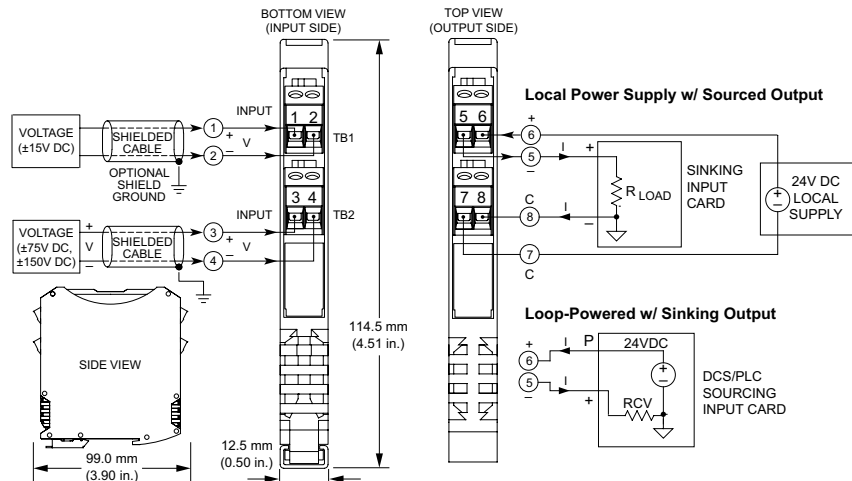 BOTTOM VIEW
(INPUT SIDE)
TOP VIEW
(OUTPUT SIDE)
VOLTAGE
(±15V DC)
SHIELDED
CABLE
OPTIONAL
SHIELD
GROUND
1
+
V
2
–
INPUT
1 2
TB1
VOLTAGE
(±75V DC,
±150V DC)
+
V
–
SHIELDED
CABLE
3
+
V
4
–
INPUT
3 4
TB2
SIDE VIEW
99.0 mm
(3.90 in.)
12.5 mm
(0.50 in.)
114.5 mm
(4.51 in.)
5 6
7 8
Local Power Supply w/ Sourced Output
+
6
5
–
I
+
R LOAD
SINKING
INPUT
CARD
C
8
I
–
7
C
+
–
24V DC
LOCAL
SUPPLY
Loop-Powered w/ Sinking Output
+
6
I
P
24VDC
+
–
5
–
I
+
RCV
DCS/PLC
SOURCING
INPUT CARD